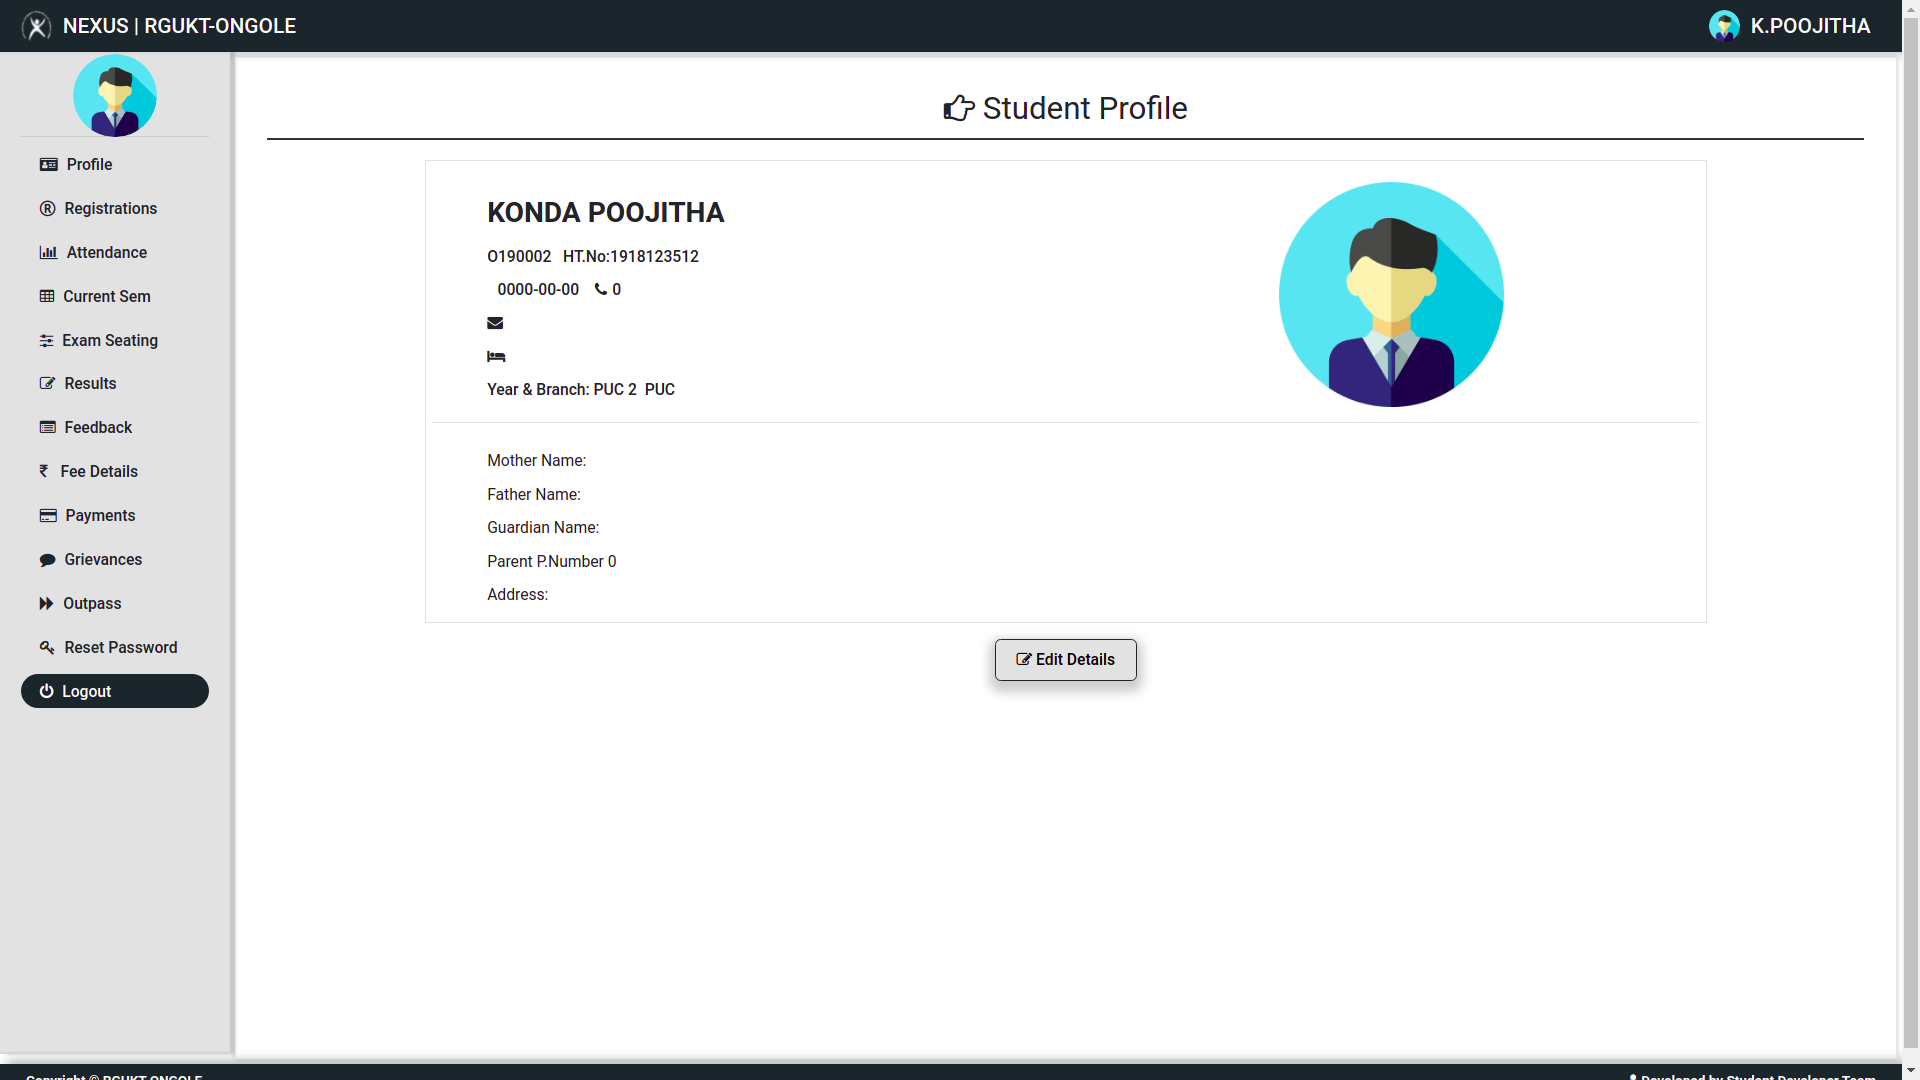 NEXUS | RGUKT-ONGOLE
K.POOJITHA
Profile
Registrations
Attendance
Current Sem
Exam Seating
Results
Feedback
Fee Details
Payments
Grievances
Outpass
Reset Password
Logout
Student Profile
KONDA POOJITHA
O190002 HT.No:1918123512
0000-00-00 0
Year & Branch: PUC 2 PUC
Mother Name:
Father Name:
Guardian Name:
Parent P.Number 0
Address:
Edit Details
Copyright © RGUKT-ONGOLE
Developed by Student Developer Team